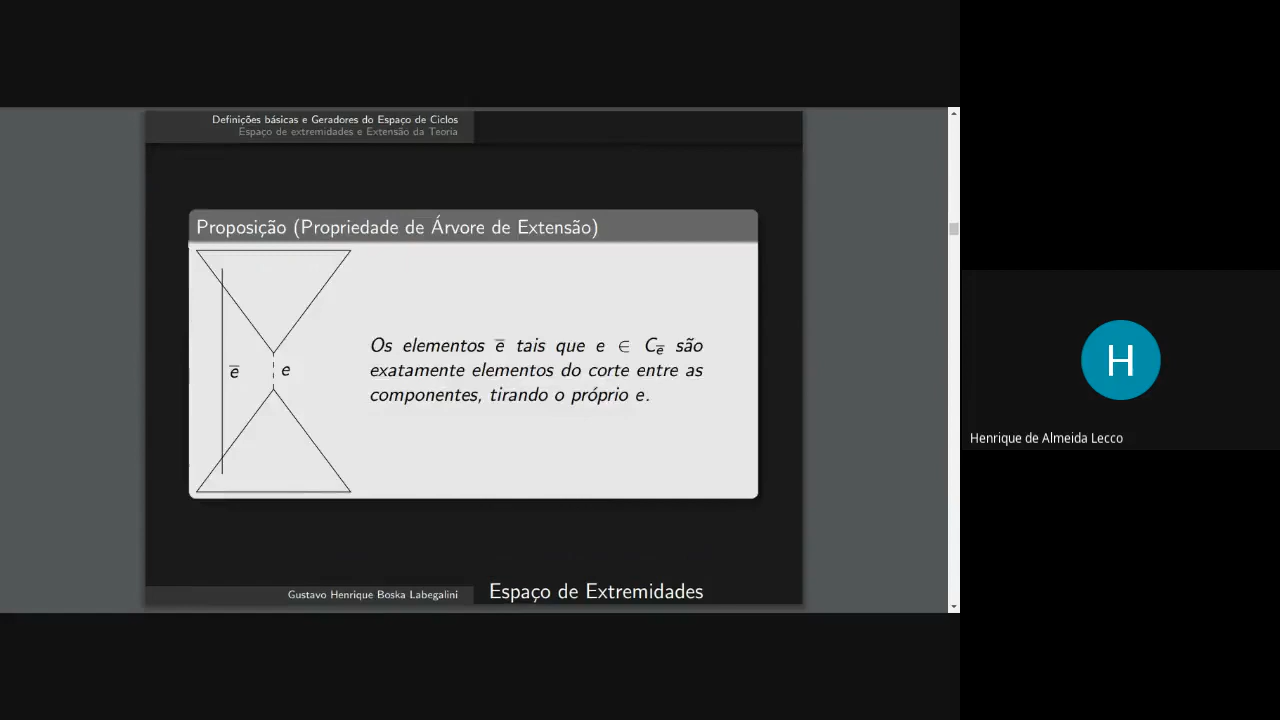 Definições básicas e Geradores do Espaço de Ciclos
Espaço de extremidades e Extensão da Teoria
Proposição (Propriedade de Árvore de Extensão)
e̅
e
Os elementos e̅ tais que e ∈ C_e̅ são
exatamente elementos do corte entre as
componentes, tirando o próprio e.
Gustavo Henrique Boska Labegalini
Espaço de Extremidades
H
Henrique de Almeida Lecco